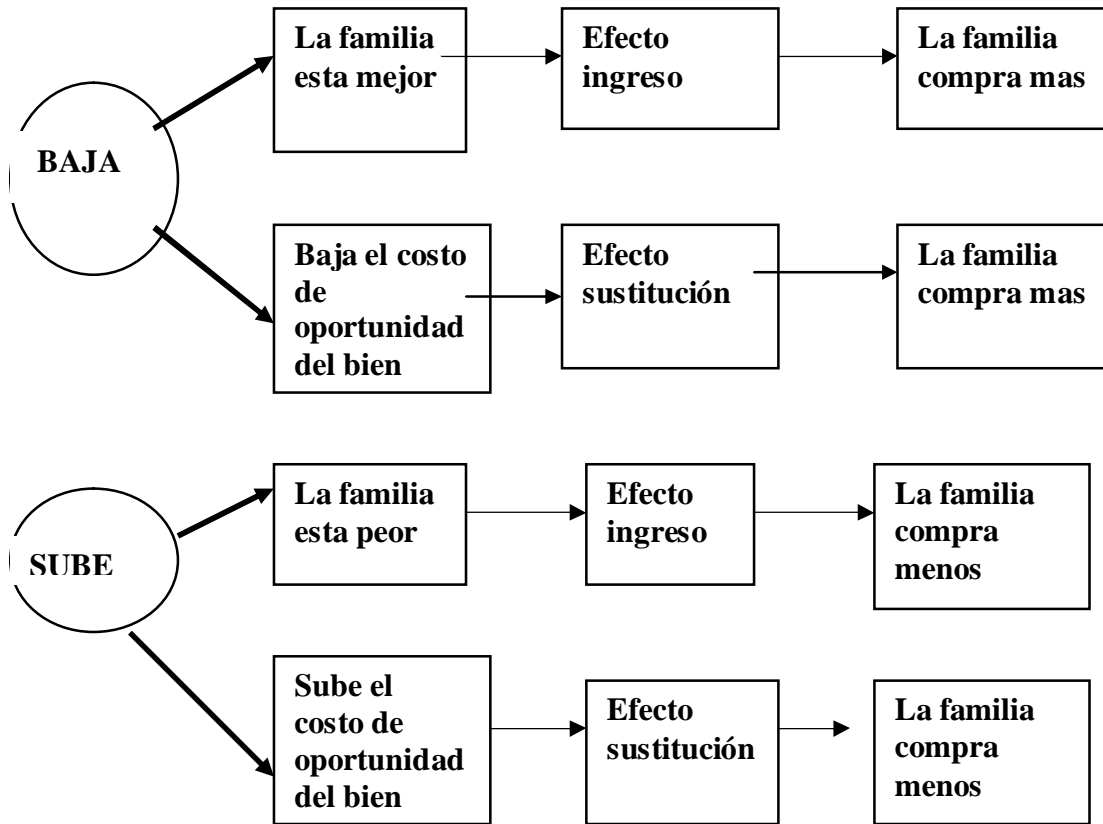 BAJA
La familia
esta mejor
Efecto
ingreso
La familia
compra mas
Baja el costo
de
oportunidad
del bien
Efecto
sustitución
La familia
compra mas
SUBE
La familia
esta peor
Efecto
ingreso
La familia
compra
menos
Sube el
costo de
oportunidad
del bien
Efecto
sustitución
La familia
compra
menos